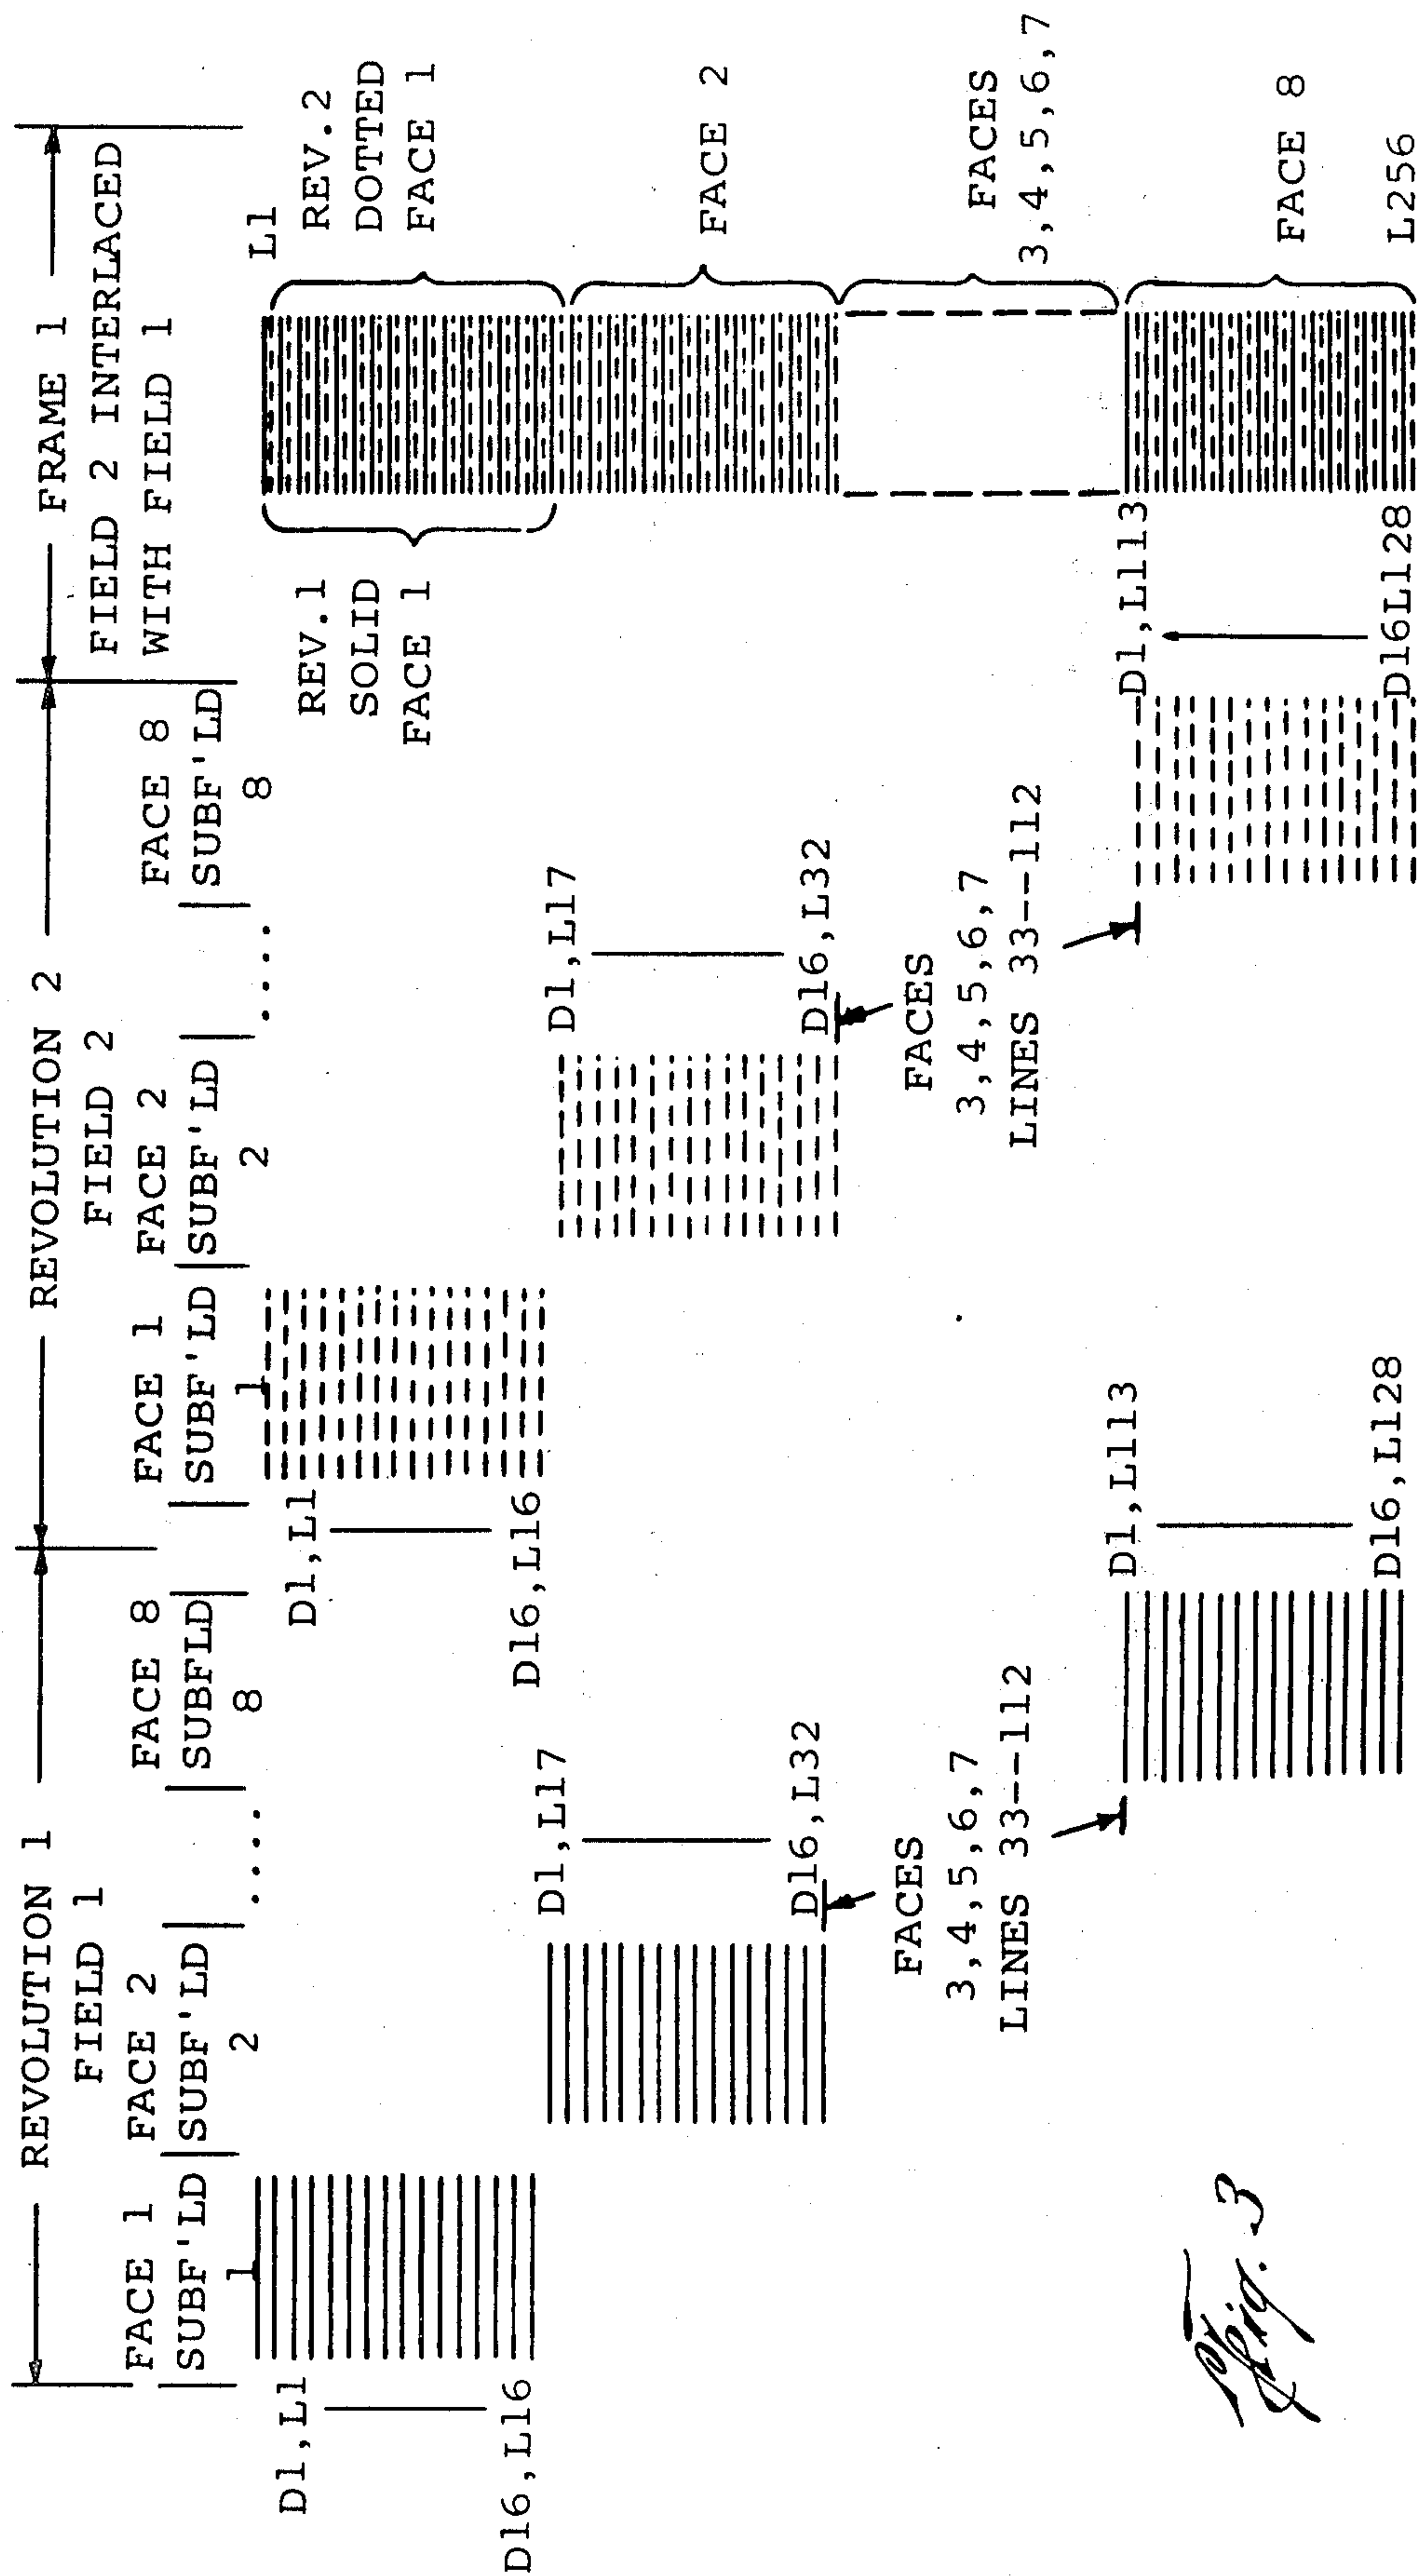 REVOLUTION 1
FIELD 1
FACE 1 FACE 2 FACE 8
SUBF'LD SUBF'LD SUBFLD
1 2 .... 8
REVOLUTION 2
FIELD 2
FACE 1 FACE 2 FACE 8
SUBF'LD SUBF'LD SUBF'LD
1 2 .... 8
FRAME 1
FIELD 2 INTERLACED
WITH FIELD 1
D1,L1
D16,L16
D1,L17
D16,L32
FACES
3,4,5,6,7
LINES 33--112
D1,L113
D16,L128
D1,L1
D16,L16
D1,L17
D16,L32
FACES
3,4,5,6,7
LINES 33--112
D1,L113
D16L128
REV.1
SOLID
FACE 1
L1
REV.2
DOTTED
FACE 1
FACE 2
FACES
3,4,5,6,7
FACE 8
L256
Fig. 3